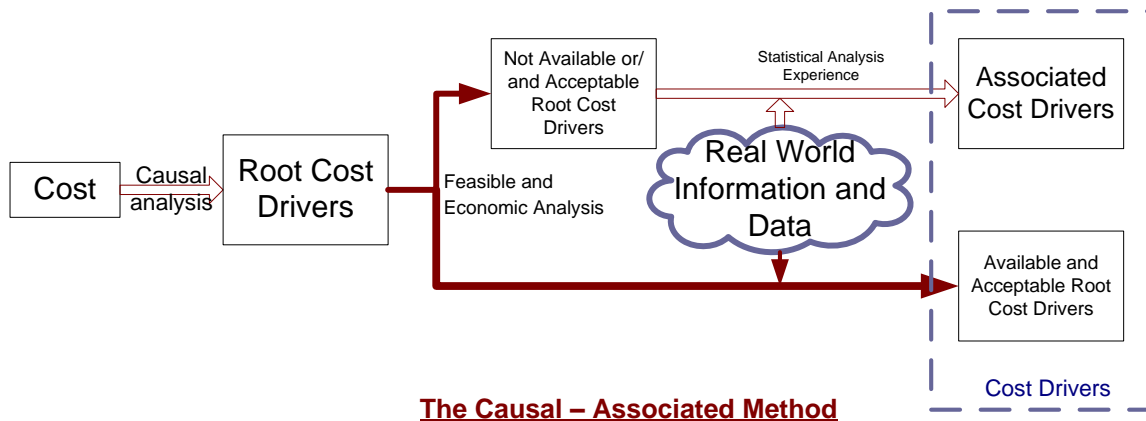 Cost
Causal
analysis
Root Cost
Drivers
Feasible and
Economic Analysis
Not Available or/
and Acceptable
Root Cost
Drivers
Statistical Analysis
Experience
Real World
Information and
Data
Associated
Cost Drivers
Available and
Acceptable Root
Cost Drivers
Cost Drivers
The Causal – Associated Method